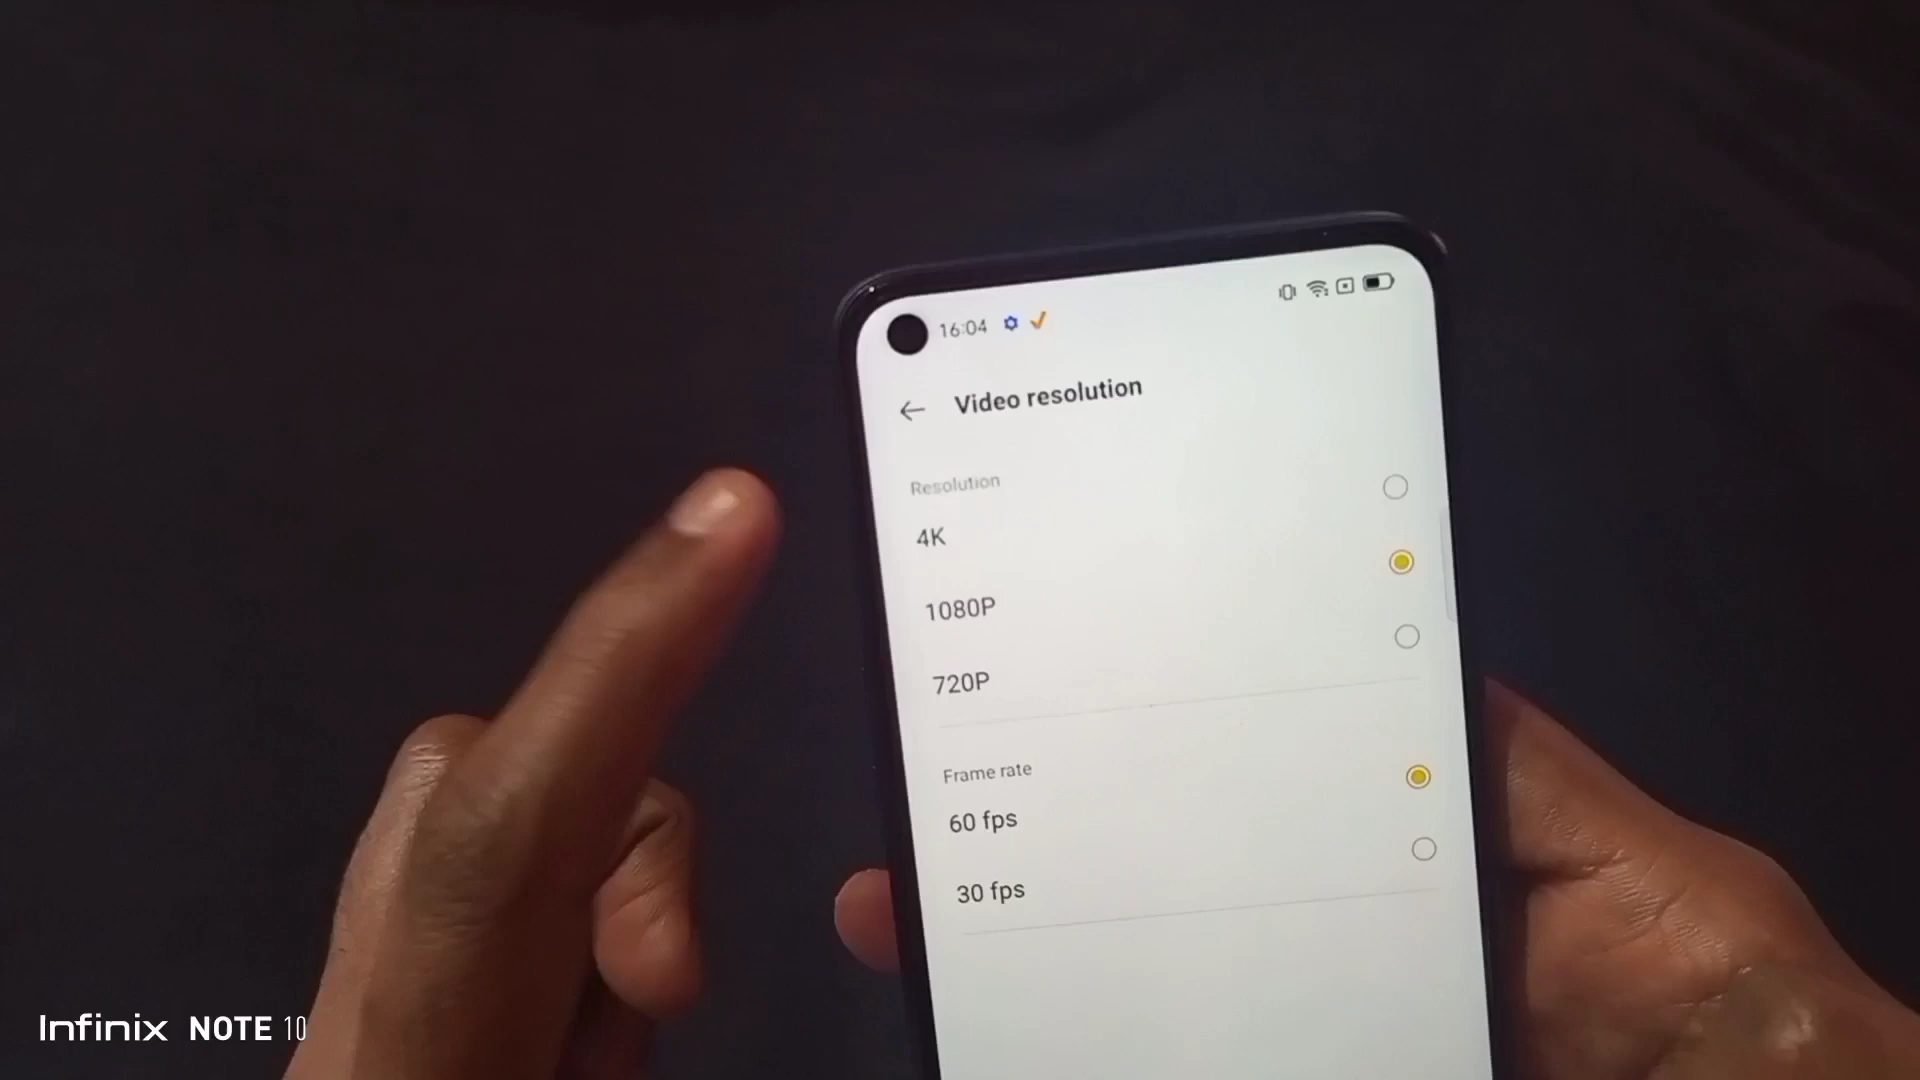 16:04
Video resolution
Resolution
4K
1080P
720P
Frame rate
60 fps
30 fps
Infinix NOTE 10